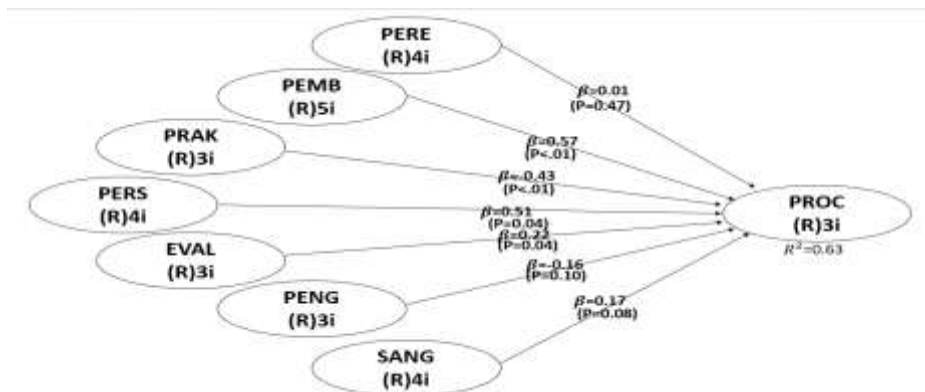 PERE
(R)4i
β=0.01
(P=0.47)
PEMB
(R)5i
β=0.57
(P<.01)
PRAK
(R)3i
β=-0.43
(P<.01)
PERS
(R)4i
β=0.51
(P=0.04)
PROC
(R)3i
R²=0.63
EVAL
(R)3i
β=0.22
(P=0.04)
PENG
(R)3i
β=-0.16
(P=0.10)
SANG
(R)4i
β=0.17
(P=0.08)